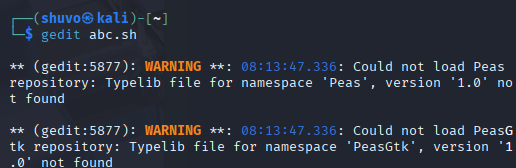 ┌──(shuvo㉿kali)-[~]
└─$ gedit abc.sh
** (gedit:5877): WARNING **: 08:13:47.336: Could not load Peas
repository: Typelib file for namespace 'Peas', version '1.0' no
t found
** (gedit:5877): WARNING **: 08:13:47.336: Could not load PeasG
tk repository: Typelib file for namespace 'PeasGtk', version '1
.0' not found